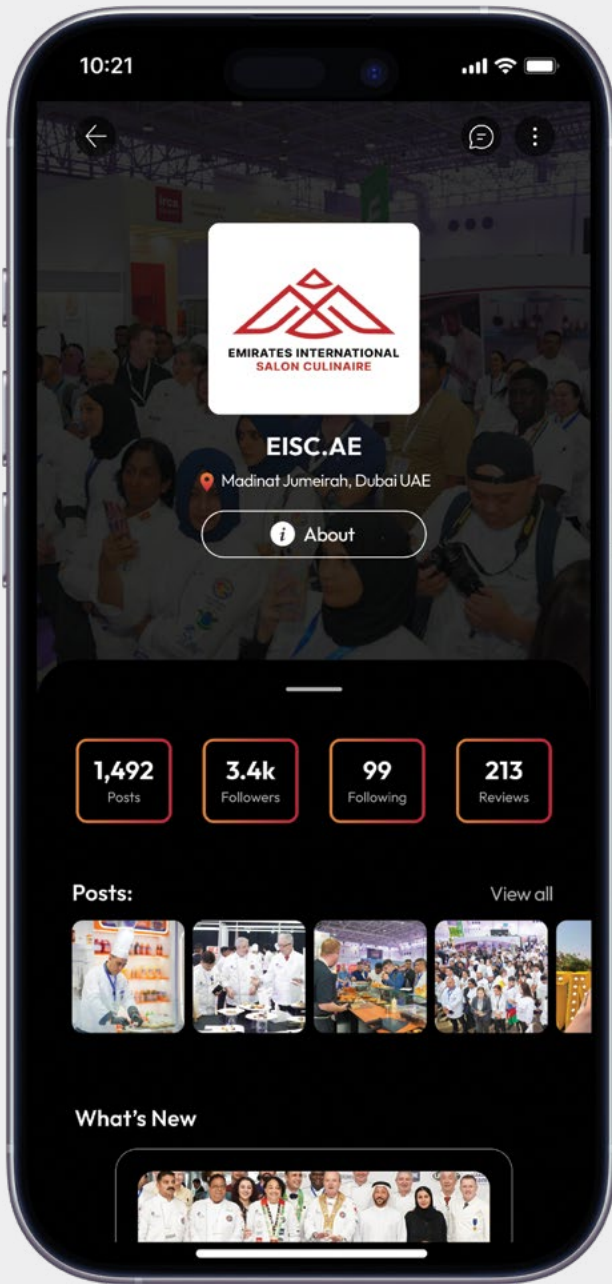 10:21
EMIRATES INTERNATIONAL
SALON CULINAIRE
EISC.AE
Madinat Jumeirah, Dubai UAE
i About
1,492
Posts
3.4k
Followers
99
Following
213
Reviews
Posts:
View all
What's New